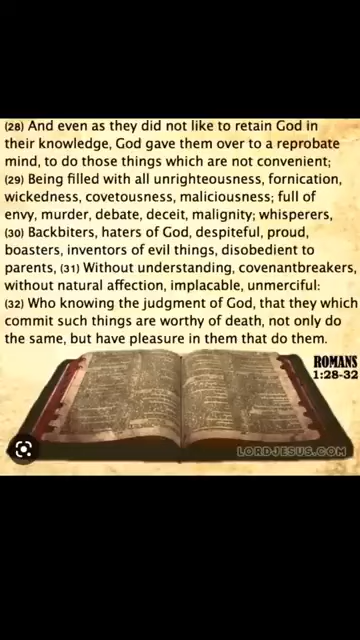 (28) And even as they did not like to retain God in
their knowledge, God gave them over to a reprobate
mind, to do those things which are not convenient;
(29) Being filled with all unrighteousness, fornication,
wickedness, covetousness, maliciousness; full of
envy, murder, debate, deceit, malignity; whisperers,
(30) Backbiters, haters of God, despiteful, proud,
boasters, inventors of evil things, disobedient to
parents, (31) Without understanding, covenantbreakers,
without natural affection, implacable, unmerciful:
(32) Who knowing the judgment of God, that they which
commit such things are worthy of death, not only do
the same, but have pleasure in them that do them.
ROMANS
1:28-32
LORDJESUS.COM